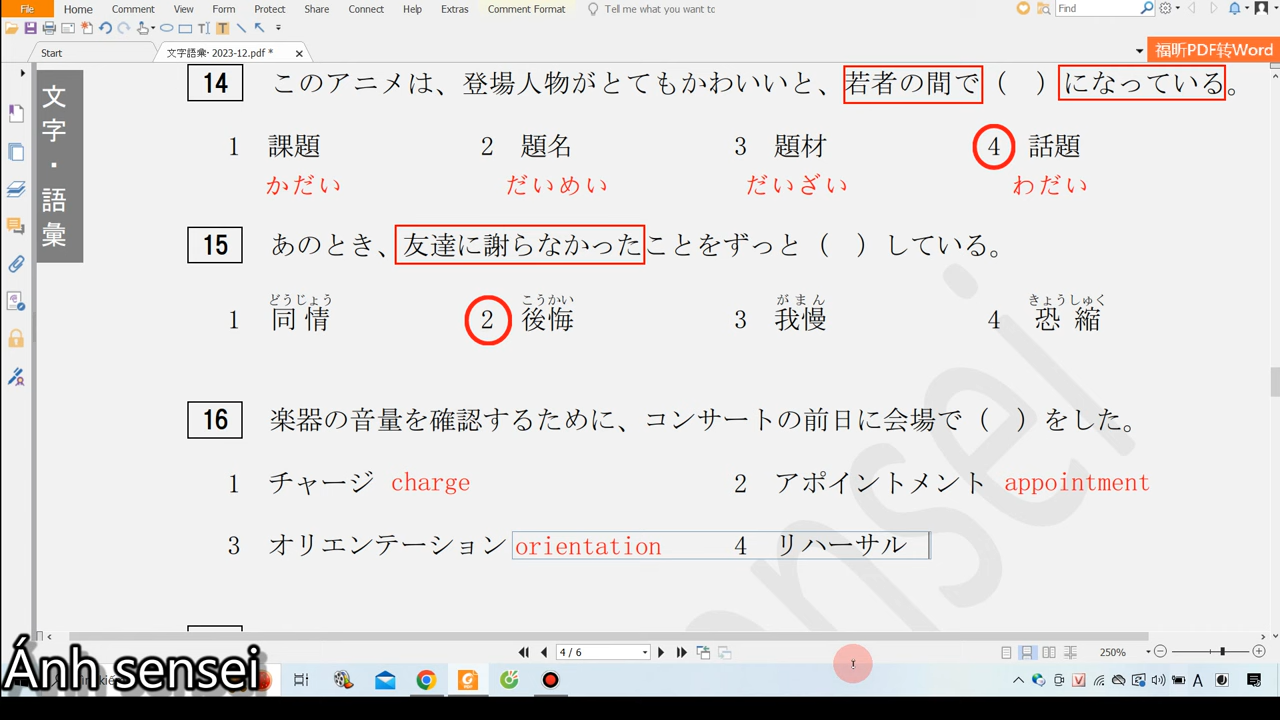 File Home Comment View Form Protect Share Connect Help Extras Comment Format Tell me what you want to Find
Start 文字語彙· 2023-12.pdf * 福昕PDF转Word
文字・語彙
14 このアニメは、登場人物がとてもかわいいと、若者の間で（ ）になっている。
1 課題 2 題名 3 題材 4 話題
かだい だいめい だいざい わだい
15 あのとき、友達に謝らなかったことをずっと（ ）している。
どうじょう こうかい がまん きょうしゅく
1 同情 2 後悔 3 我慢 4 恐縮
16 楽器の音量を確認するために、コンサートの前日に会場で（ ）をした。
1 チャージ charge 2 アポイントメント appointment
3 オリエンテーション orientation 4 リハーサル
nsei
4 / 6 250%
Ánh sensei